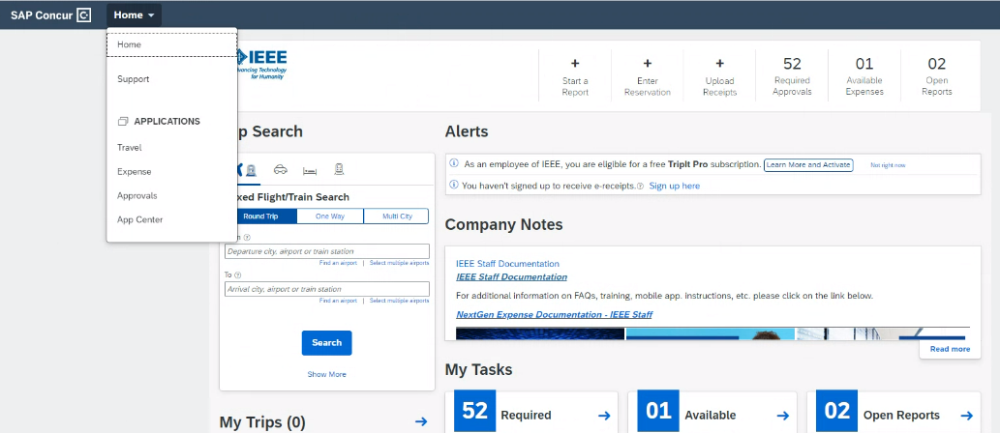 SAP Concur C
Home
Home
Support
APPLICATIONS
Travel
Expense
Approvals
App Center
IEEE
Advancing Technology
for Humanity
+
Start a
Report
+
Enter
Reservation
+
Upload
Receipts
52
Required
Approvals
01
Available
Expenses
02
Open
Reports
p Search
xed Flight/Train Search
Round Trip
One Way
Multi City
Departure city, airport or train station
Find an airport | Select multiple airports
To
Arrival city, airport or train station
Find an airport | Select multiple airports
Search
Show More
My Trips (0)
Alerts
As an employee of IEEE, you are eligible for a free TripIt Pro subscription. Learn More and Activate Not right now
You haven't signed up to receive e-receipts. Sign up here
Company Notes
IEEE Staff Documentation
IEEE Staff Documentation
For additional information on FAQs, training, mobile app. instructions, etc. please click on the link below.
NextGen Expense Documentation - IEEE Staff
Read more
My Tasks
52 Required
01 Available
02 Open Reports